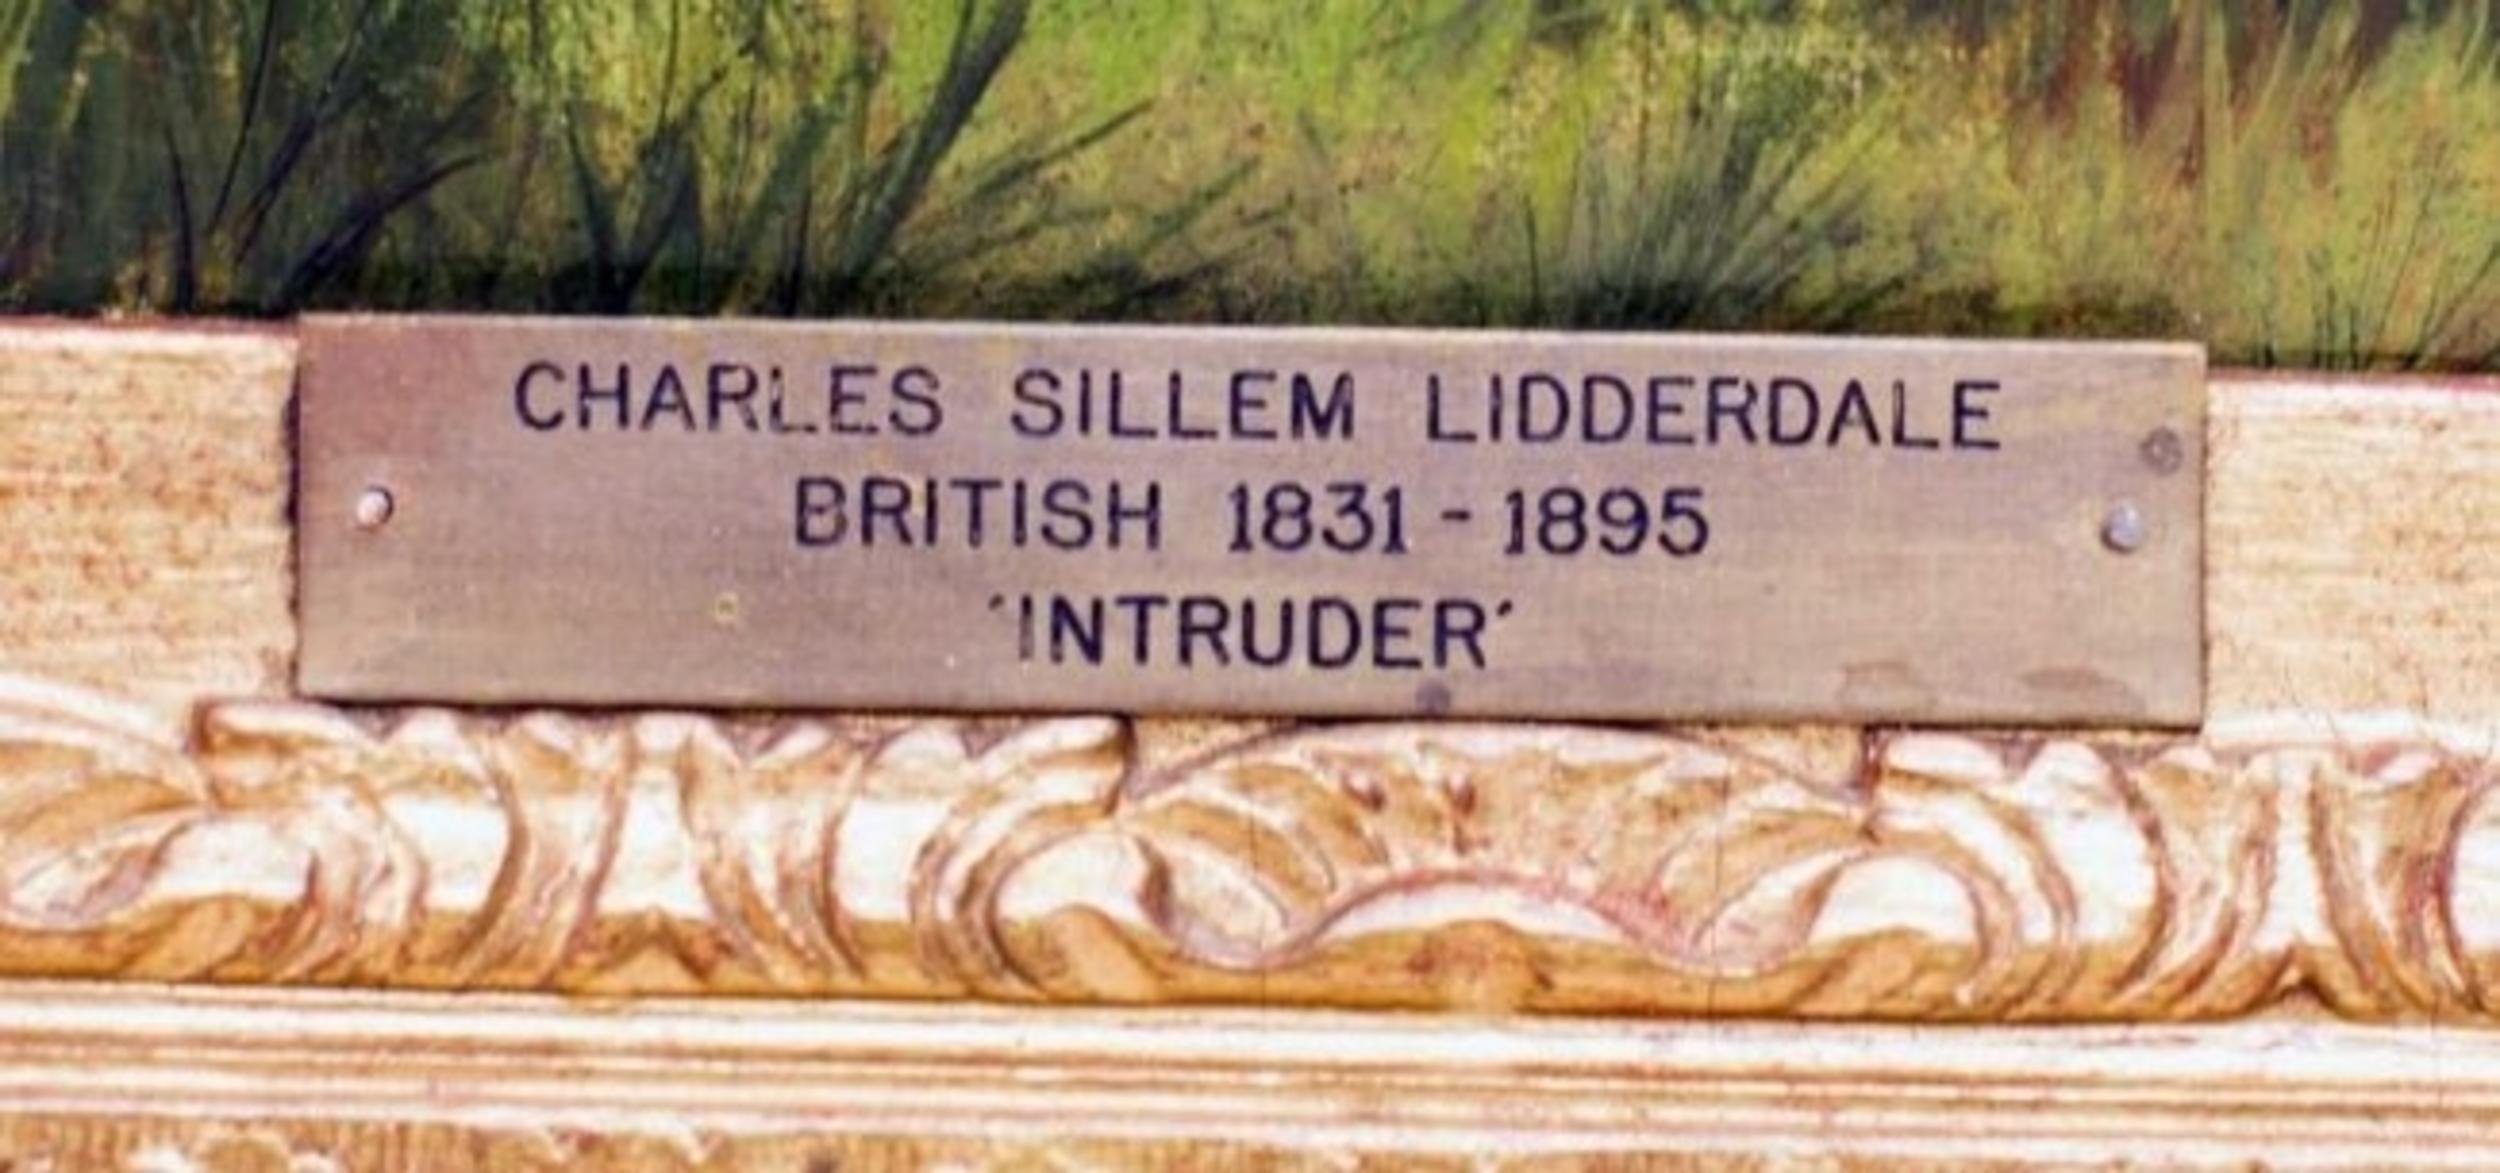 CHARLES SILLEM LIDDERDALE
BRITISH 1831 - 1895
'INTRUDER'